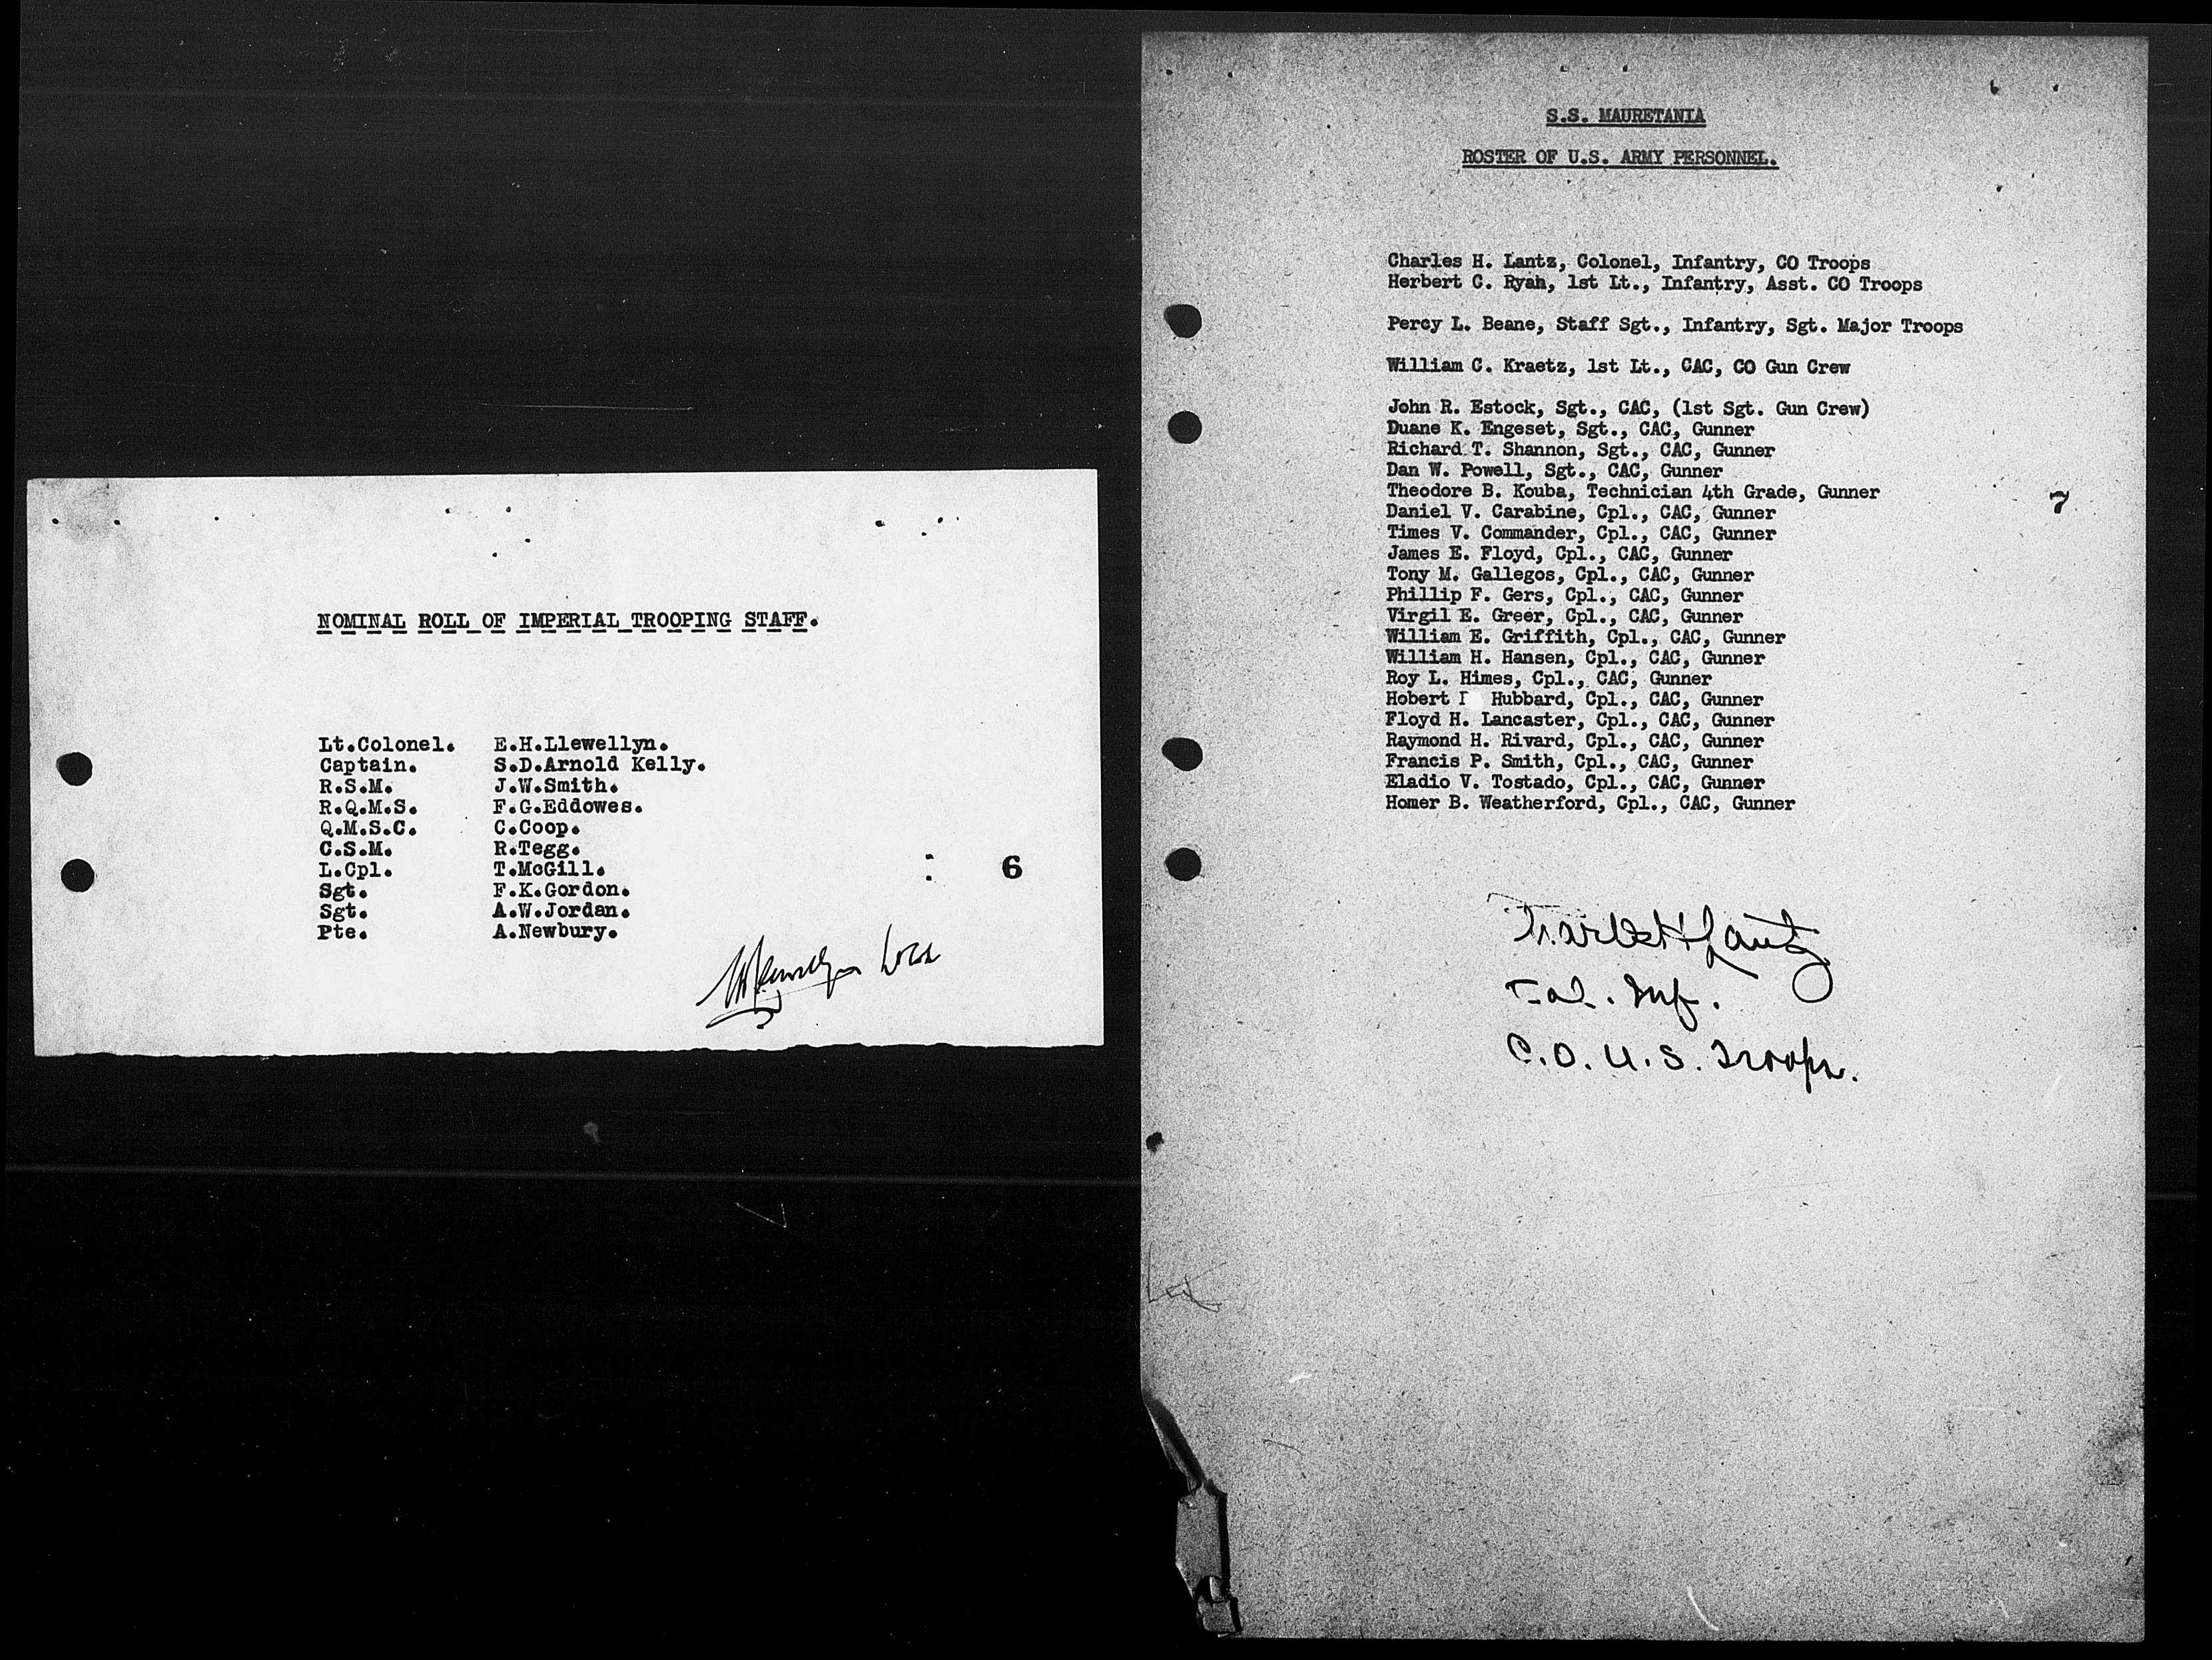 NOMINAL ROLL OF IMPERIAL TROOPING STAFF.
Lt.Colonel. E.H.Llewellyn.
Captain. S.D.Arnold Kelly.
R.S.M. J.W.Smith.
R.Q.M.S. F.G.Eddowes.
Q.M.S.C. C.Coop.
C.S.M. R.Tegg.
L.Cpl. T.McGill.
Sgt. F.K.Gordon.
Sgt. A.W.Jordan.
Pte. A.Newbury.
6
S.S. MAURETANIA
ROSTER OF U.S. ARMY PERSONNEL.
Charles H. Lantz, Colonel, Infantry, CO Troops
Herbert C. Ryan, 1st Lt., Infantry, Asst. CO Troops
Percy L. Beane, Staff Sgt., Infantry, Sgt. Major Troops
William C. Kraetz, 1st Lt., CAC, CO Gun Crew
John R. Estock, Sgt., CAC, (1st Sgt. Gun Crew)
Duane K. Engeset, Sgt., CAC, Gunner
Richard T. Shannon, Sgt., CAC, Gunner
Dan W. Powell, Sgt., CAC, Gunner
Theodore B. Kouba, Technician 4th Grade, Gunner
7
Daniel V. Carabine, Cpl., CAC, Gunner
Times V. Commander, Cpl., CAC, Gunner
James E. Floyd, Cpl., CAC, Gunner
Tony M. Gallegos, Cpl., CAC, Gunner
Phillip F. Gers, Cpl., CAC, Gunner
Virgil E. Greer, Cpl., CAC, Gunner
William E. Griffith, Cpl., CAC, Gunner
William H. Hansen, Cpl., CAC, Gunner
Roy L. Himes, Cpl., CAC, Gunner
Hobert Hubbard, Cpl., CAC, Gunner
Floyd H. Lancaster, Cpl., CAC, Gunner
Raymond H. Rivard, Cpl., CAC, Gunner
Francis P. Smith, Cpl., CAC, Gunner
Eladio V. Tostado, Cpl., CAC, Gunner
Homer B. Weatherford, Cpl., CAC, Gunner
Charles H Lantz
Col. Inf.
C.O. U.S. Troops.